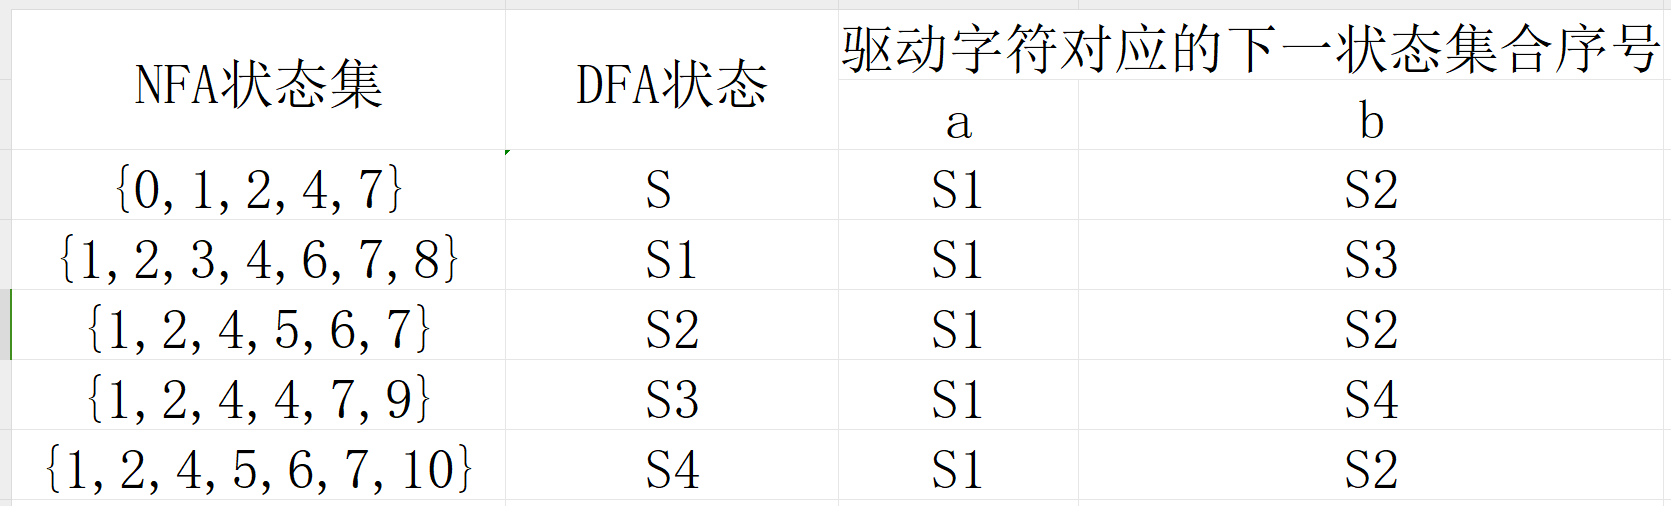 NFA状态集 DFA状态 驱动字符对应的下一状态集合序号
a b
{0,1,2,4,7} S S1 S2
{1,2,3,4,6,7,8} S1 S1 S3
{1,2,4,5,6,7} S2 S1 S2
{1,2,4,4,7,9} S3 S1 S4
{1,2,4,5,6,7,10} S4 S1 S2